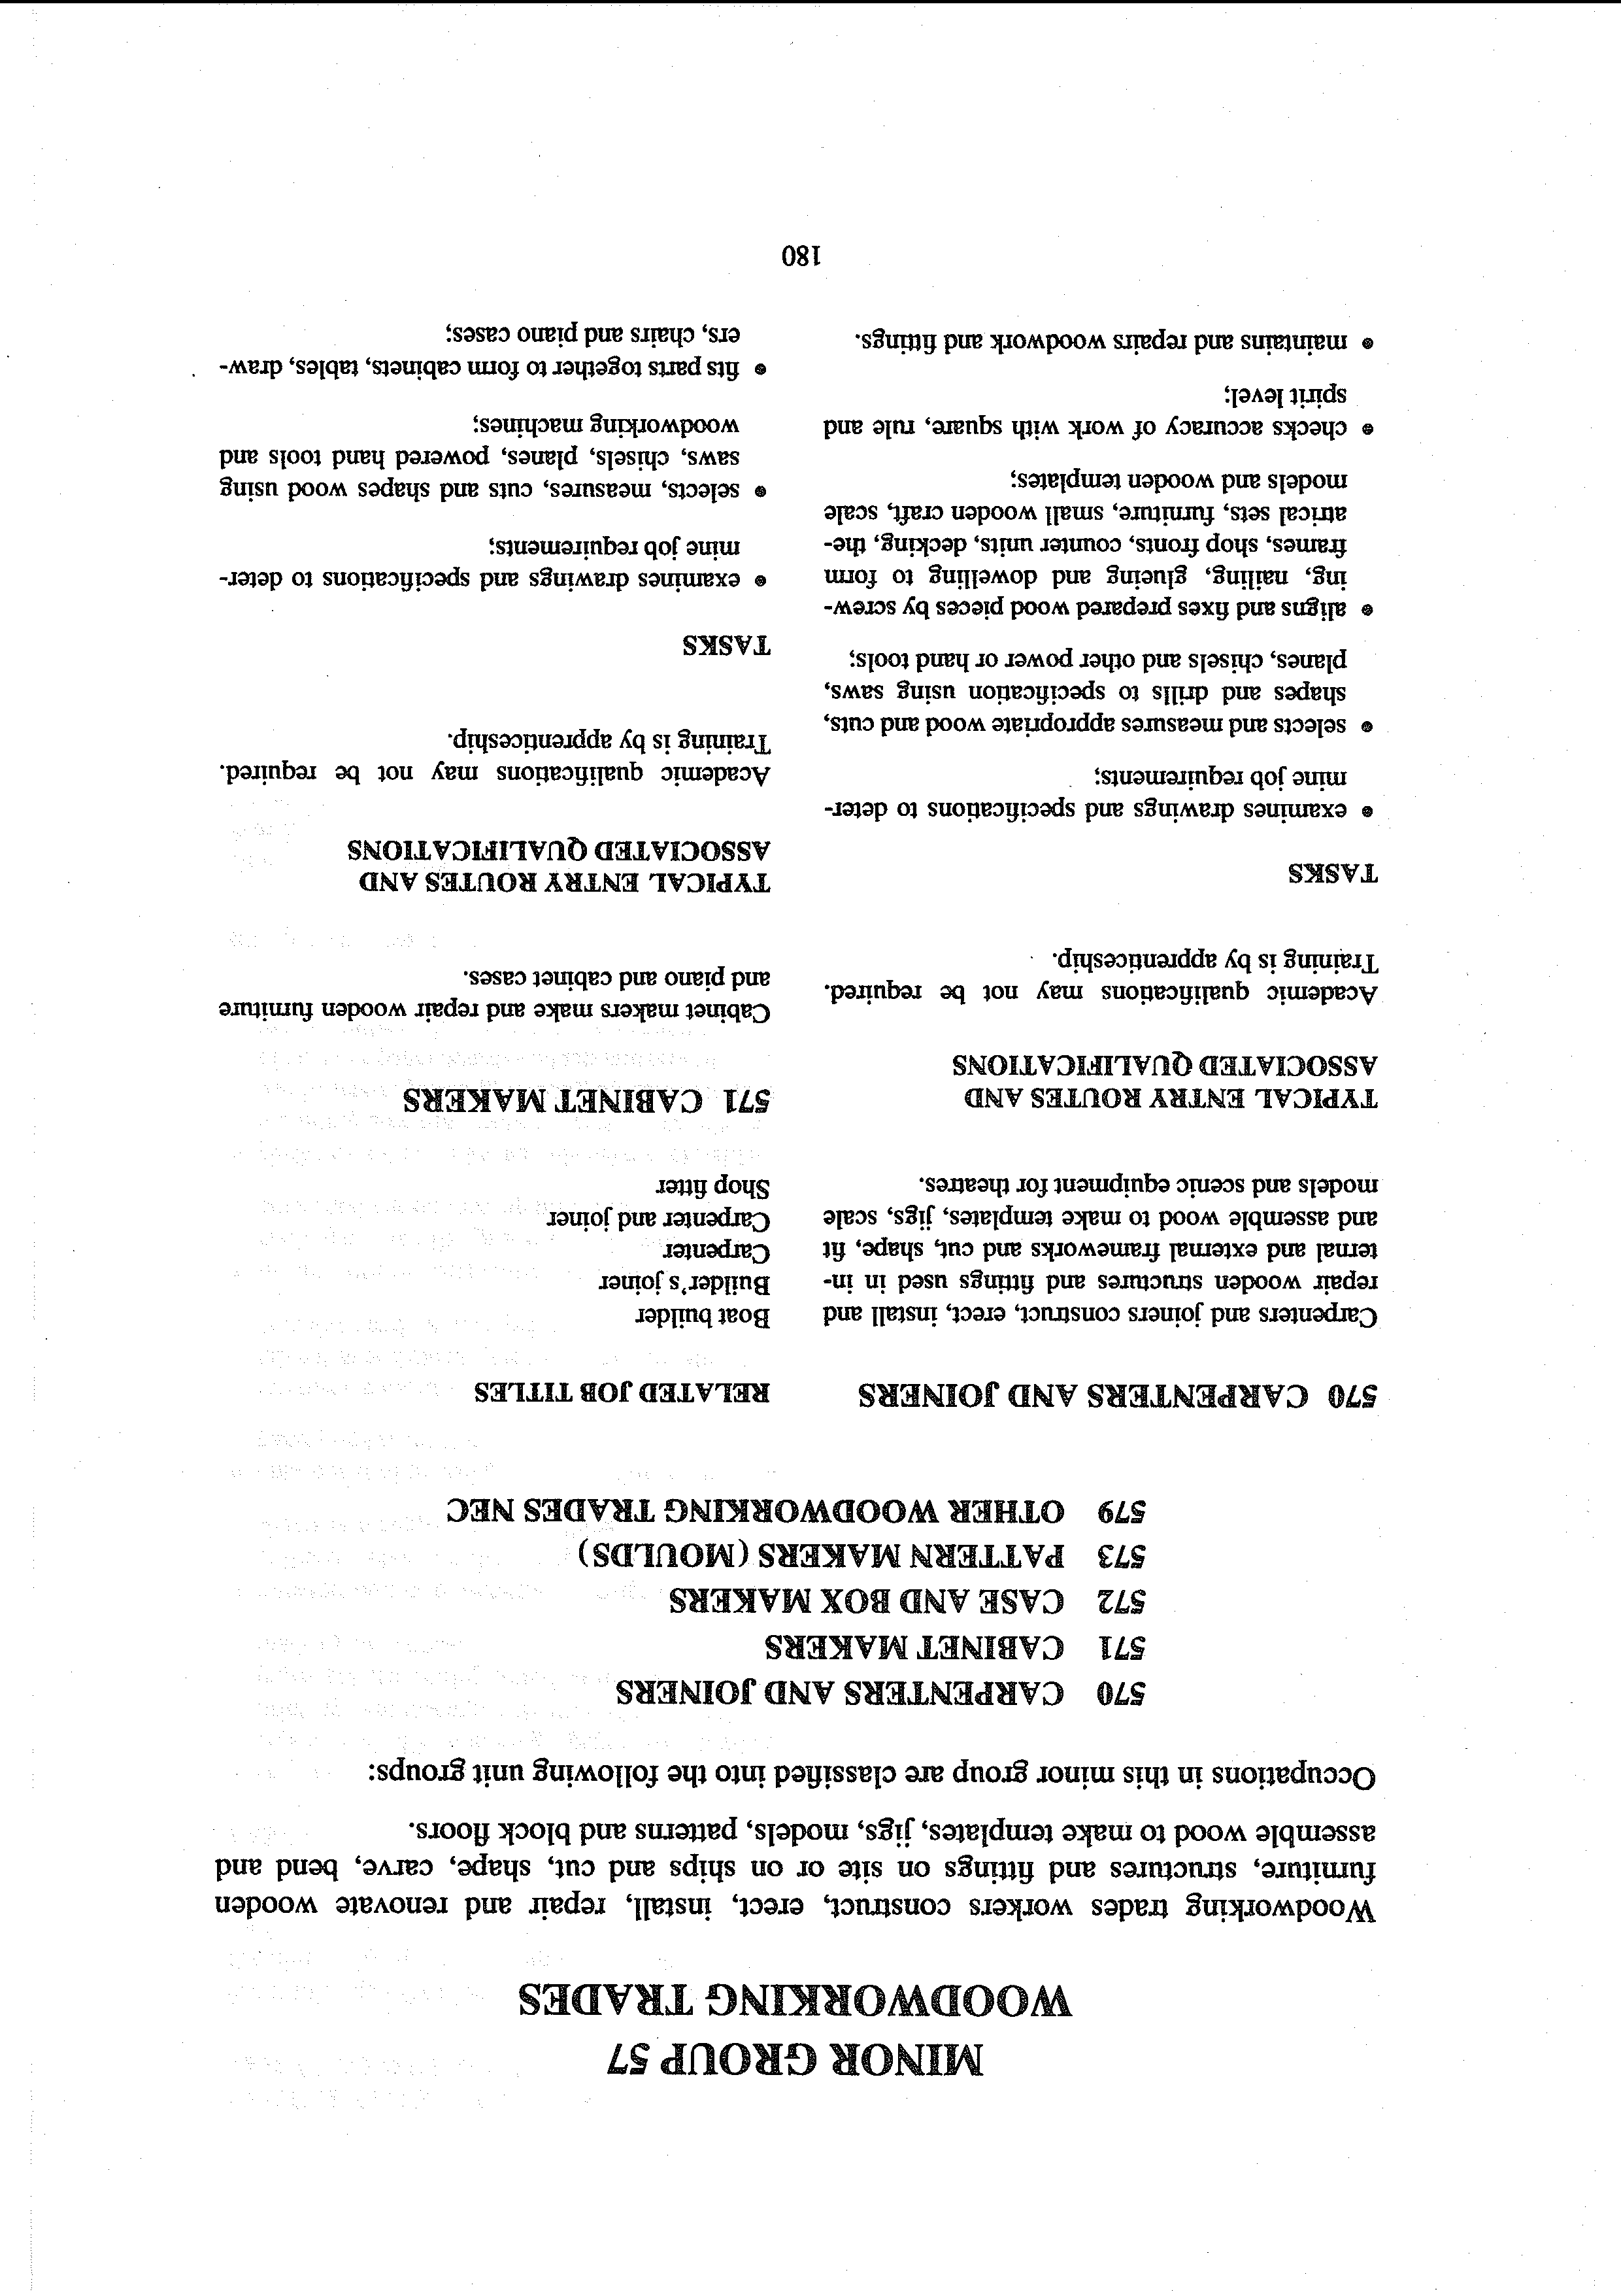 MINOR GROUP 57
WOODWORKING TRADES
Woodworking trades workers construct, erect, install, repair and renovate wooden
furniture, structures and fittings on site or on ships and cut, shape, carve, bend and
assemble wood to make templates, jigs, models, patterns and block floors.
Occupations in this minor group are classified into the following unit groups:
570 CARPENTERS AND JOINERS
571 CABINET MAKERS
572 CASE AND BOX MAKERS
573 PATTERN MAKERS (MOULDS)
579 OTHER WOODWORKING TRADES NEC
570 CARPENTERS AND JOINERS
Carpenters and joiners construct, erect, install and
repair wooden structures and fittings used in in-
ternal and external frameworks and cut, shape, fit
and assemble wood to make templates, jigs, scale
models and scenic equipment for theatres.
TYPICAL ENTRY ROUTES AND
ASSOCIATED QUALIFICATIONS
Academic qualifications may not be required.
Training is by apprenticeship.
TASKS
• examines drawings and specifications to deter-
mine job requirements;
• selects and measures appropriate wood and cuts,
shapes and drills to specification using saws,
planes, chisels and other power or hand tools;
• aligns and fixes prepared wood pieces by screw-
ing, nailing, glueing and dowelling to form
frames, shop fronts, counter units, decking, the-
atrical sets, furniture, small wooden craft, scale
models and wooden templates;
• checks accuracy of work with square, rule and
spirit level;
• maintains and repairs woodwork and fittings.
RELATED JOB TITLES
Boat builder
Builder's joiner
Carpenter
Carpenter and joiner
Shop fitter
571 CABINET MAKERS
Cabinet makers make and repair wooden furniture
and piano and cabinet cases.
TYPICAL ENTRY ROUTES AND
ASSOCIATED QUALIFICATIONS
Academic qualifications may not be required.
Training is by apprenticeship.
TASKS
• examines drawings and specifications to deter-
mine job requirements;
• selects, measures, cuts and shapes wood using
saws, chisels, planes, powered hand tools and
woodworking machines;
• fits parts together to form cabinets, tables, draw-
ers, chairs and piano cases;
180